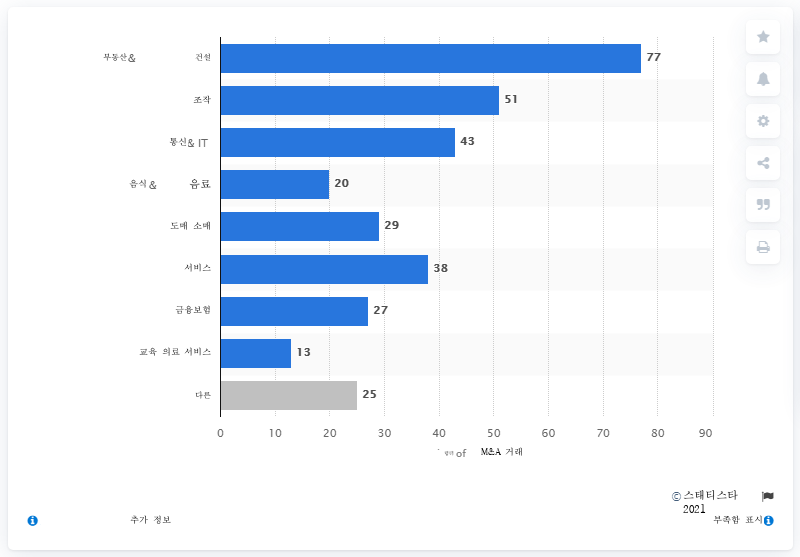 부동산& 건설
77
조작
51
통신& IT
43
음식 & 음료
20
도매 소매
29
서비스
38
금융보험
27
교육 의료 서비스
13
다른
25
0 10 20 30 40 50 60 70 80 90
of M&A 거래
© 스태티스타
2021
추가 정보 부족함 표시